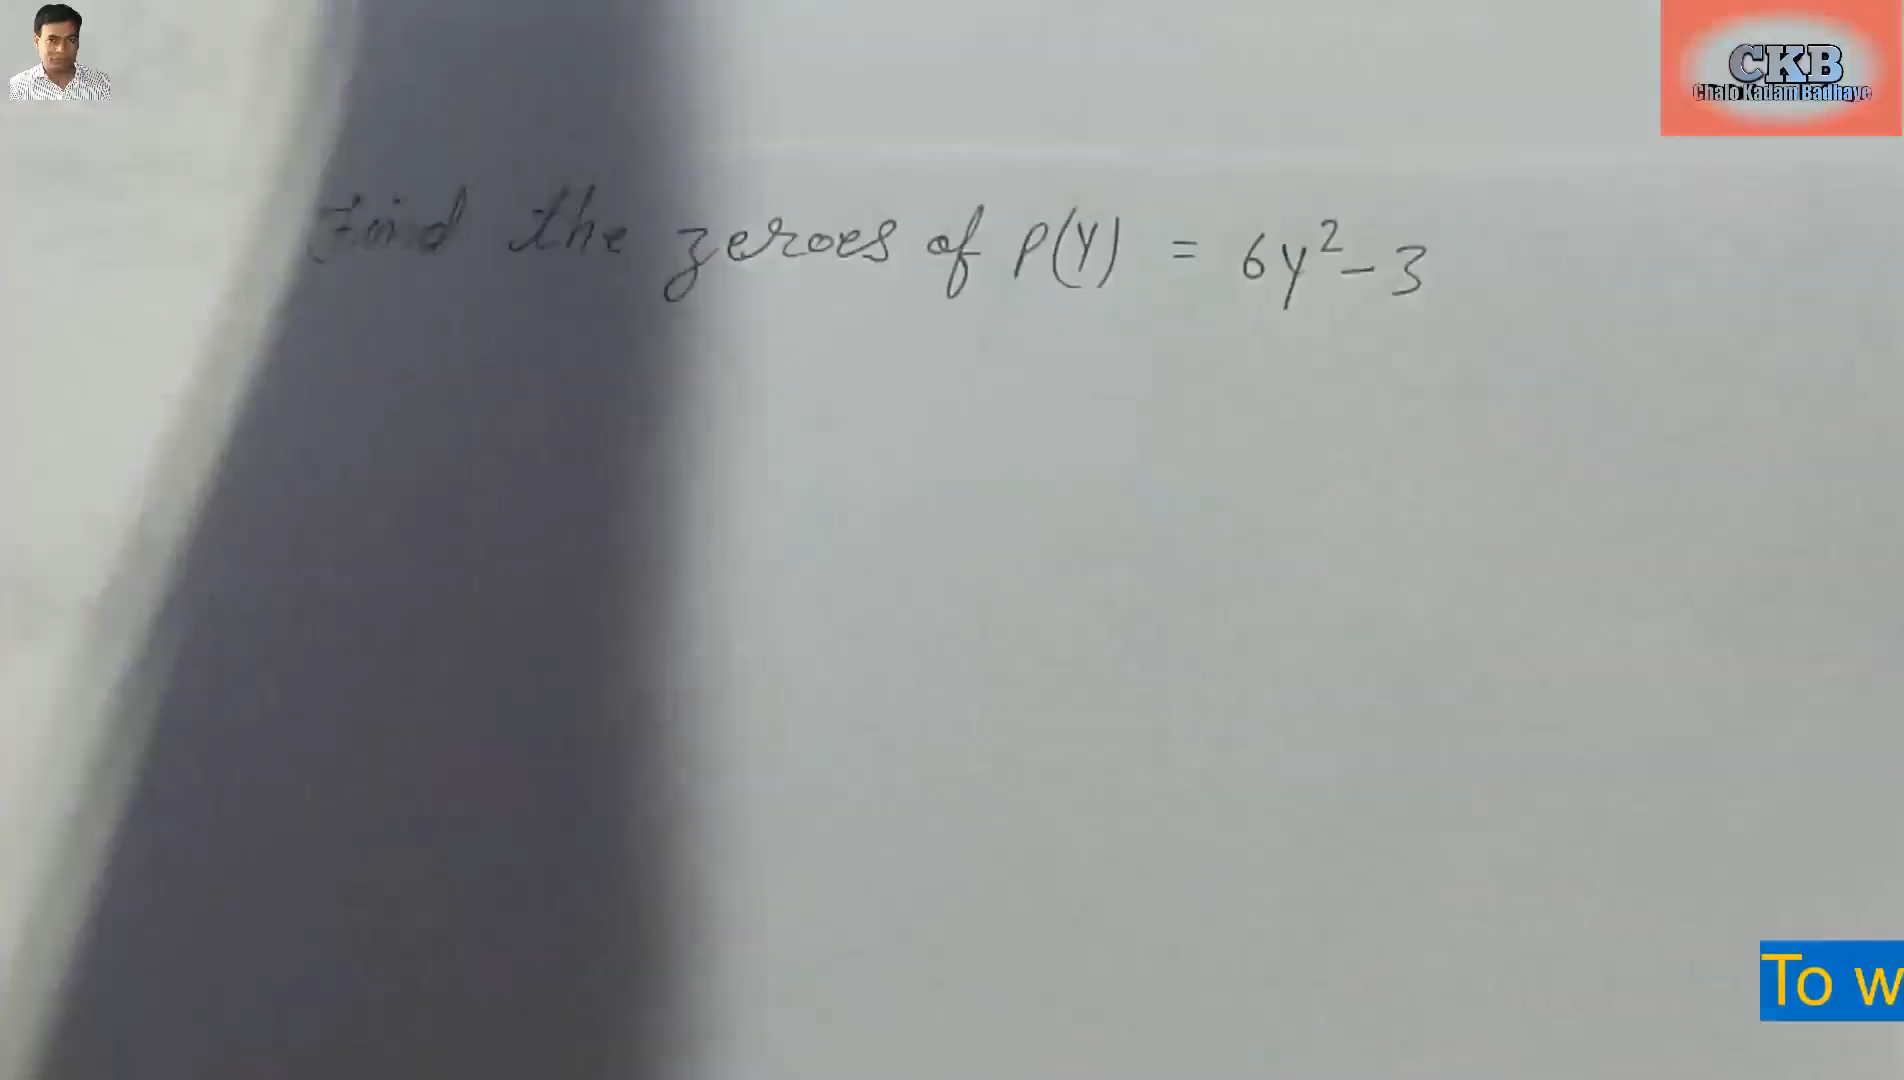 CKB
Chalo Kadam Badhaye
Find the zeroes of P(Y) = 6y² - 3
To w